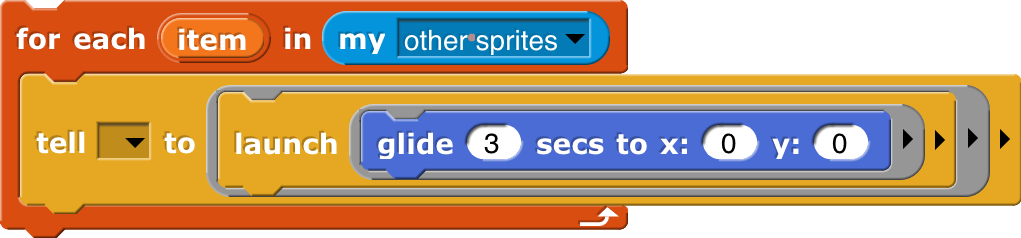 for each item in my other sprites
tell to launch glide 3 secs to x: 0 y: 0